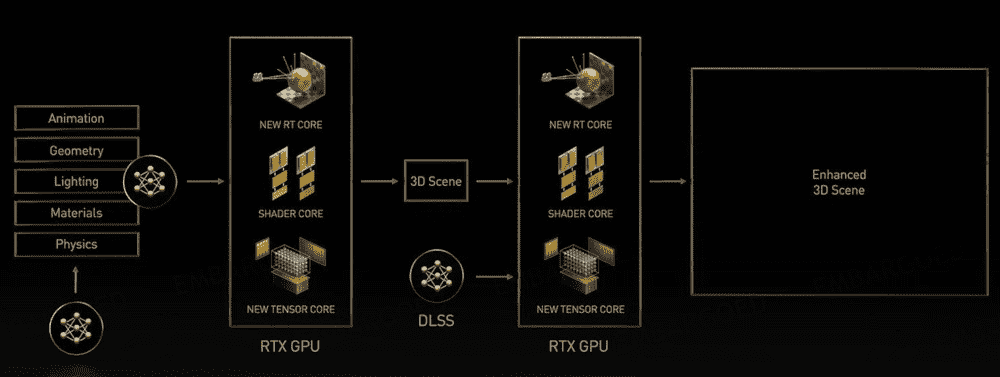 Animation
Geometry
Lighting
Materials
Physics
NEW RT CORE
SHADER CORE
NEW TENSOR CORE
RTX GPU
3D Scene
DLSS
NEW RT CORE
SHADER CORE
NEW TENSOR CORE
RTX GPU
Enhanced
3D Scene